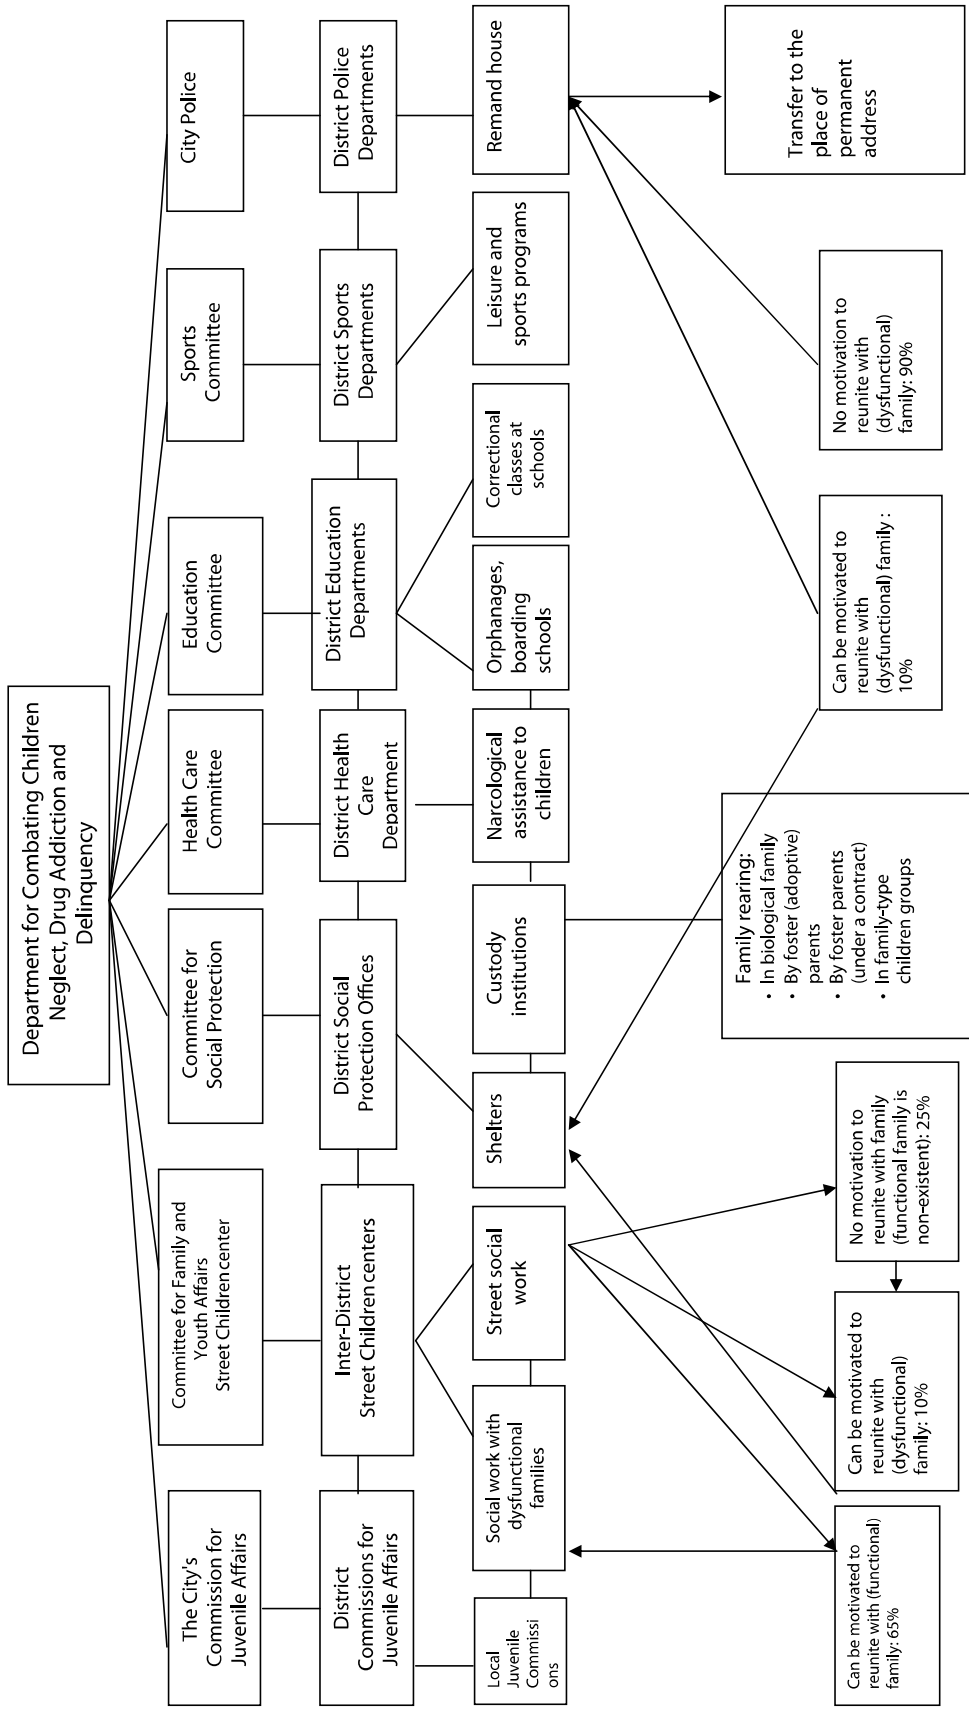 Department for Combating Children
Neglect, Drug Addiction and
Delinquency
The City's
Commission for
Juvenile Affairs
Committee for Family and
Youth Affairs
Street Childrencenter
Committee for
Social Protection
Health Care
Committee
Education
Committee
Sports
Committee
City Police
District
Commissions for
Juvenile Affairs
Inter-District
Street Childrencenters
District Social
Protection Offices
District Health
Care
Department
District Education
Departments
District Sports
Departments
District Police
Departments
Local
Juvenile
Commissi
ons
Social work with
dysfunctional
families
Street social
work
Shelters
Custody
institutions
Narcological
assistance to
children
Orphanages,
boarding
schools
Correctional
classes at
schools
Leisure and
sports programs
Remand house
Can be motivated to
reunite with (functional)
family: 65%
Can be motivated to
reunite with
(dysfunctional)
family: 10%
No motivation to
reunite with family
(functional family is
non-existent): 25%
Family rearing:
• In biological family
• By foster (adoptive)
parents
• By foster parents
(under a contract)
• In family-type
children groups
Can be motivated to
reunite with
(dysfunctional) family :
10%
No motivation to
reunite with
(dysfunctional)
family: 90%
Transfer to the
place of
permanent
address